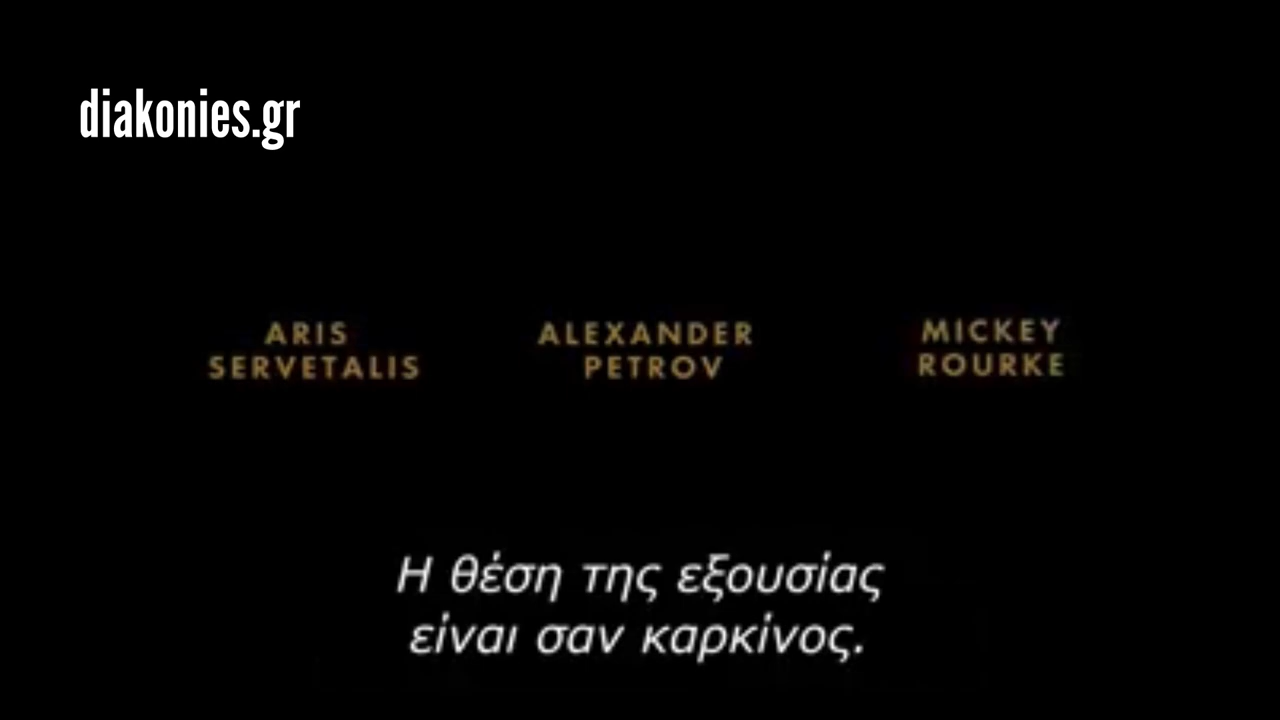 diakonies.gr
ARIS SERVETALIS
ALEXANDER PETROV
MICKEY ROURKE
Η θέση της εξουσίας
είναι σαν καρκίνος.